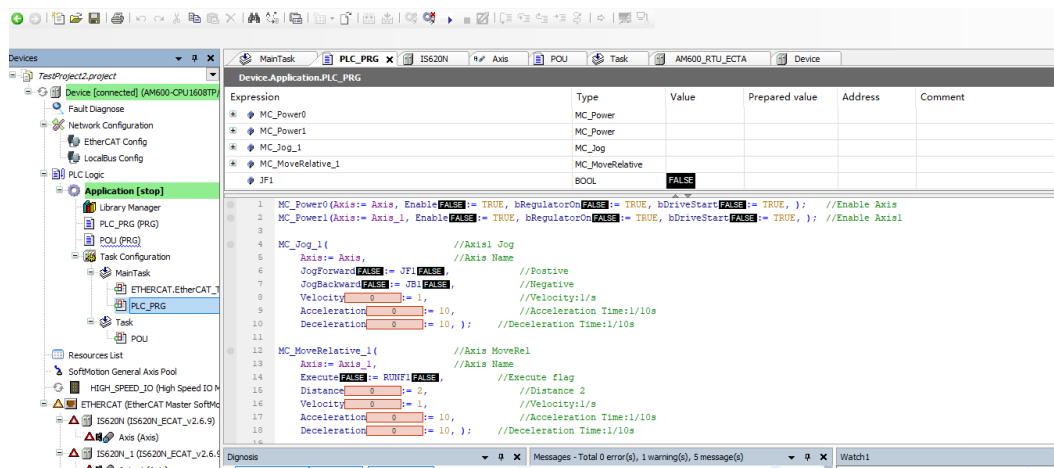 Devices
TestProject2.project
Device [connected] (AM600-CPU1608TP/
Fault Diagnose
Network Configuration
EtherCAT Config
LocalBus Config
PLC Logic
Application [stop]
Library Manager
PLC_PRG (PRG)
POU (PRG)
Task Configuration
MainTask
ETHERCAT.EtherCAT_T
PLC_PRG
Task
POU
Resources List
SoftMotion General Axis Pool
HIGH_SPEED_IO (High Speed IO M
ETHERCAT (EtherCAT Master SoftMo
IS620N (IS620N_ECAT_v2.6.9)
Axis (Axis)
IS620N_1 (IS620N_ECAT_v2.6.9
MainTask PLC_PRG X IS620N Axis POU Task AM600_RTU_ECTA Device
Device.Application.PLC_PRG
Expression Type Value Prepared value Address Comment
MC_Power0 MC_Power
MC_Power1 MC_Power
MC_Jog_1 MC_Jog
MC_MoveRelative_1 MC_MoveRelative
JF1 BOOL FALSE
1 MC_Power0(Axis:= Axis, Enable FALSE := TRUE, bRegulatorOn FALSE := TRUE, bDriveStart FALSE := TRUE, ); //Enable Axis
2 MC_Power1(Axis:= Axis_1, Enable FALSE := TRUE, bRegulatorOn FALSE := TRUE, bDriveStart FALSE := TRUE, ); //Enable Axis1
3
4 MC_Jog_1( //Axis1 Jog
5 Axis:= Axis, //Axis Name
6 JogForward FALSE := JF1 FALSE , //Postive
7 JogBackward FALSE := JB1 FALSE , //Negative
8 Velocity 0 := 1, //Velocity:1/s
9 Acceleration 0 := 10, //Acceleration Time:1/10s
10 Deceleration 0 := 10, ); //Deceleration Time:1/10s
11
12 MC_MoveRelative_1( //Axis MoveRel
13 Axis:= Axis_1, //Axis Name
14 Execute FALSE := RUNF1 FALSE , //Execute flag
15 Distance 0 := 2, //Distance 2
16 Velocity 0 := 1, //Velocity:1/s
17 Acceleration 0 := 10, //Acceleration Time:1/10s
18 Deceleration 0 := 10, ); //Deceleration Time:1/10s
Dignosis
Messages - Total 0 error(s), 1 warning(s), 5 message(s)
Watch1